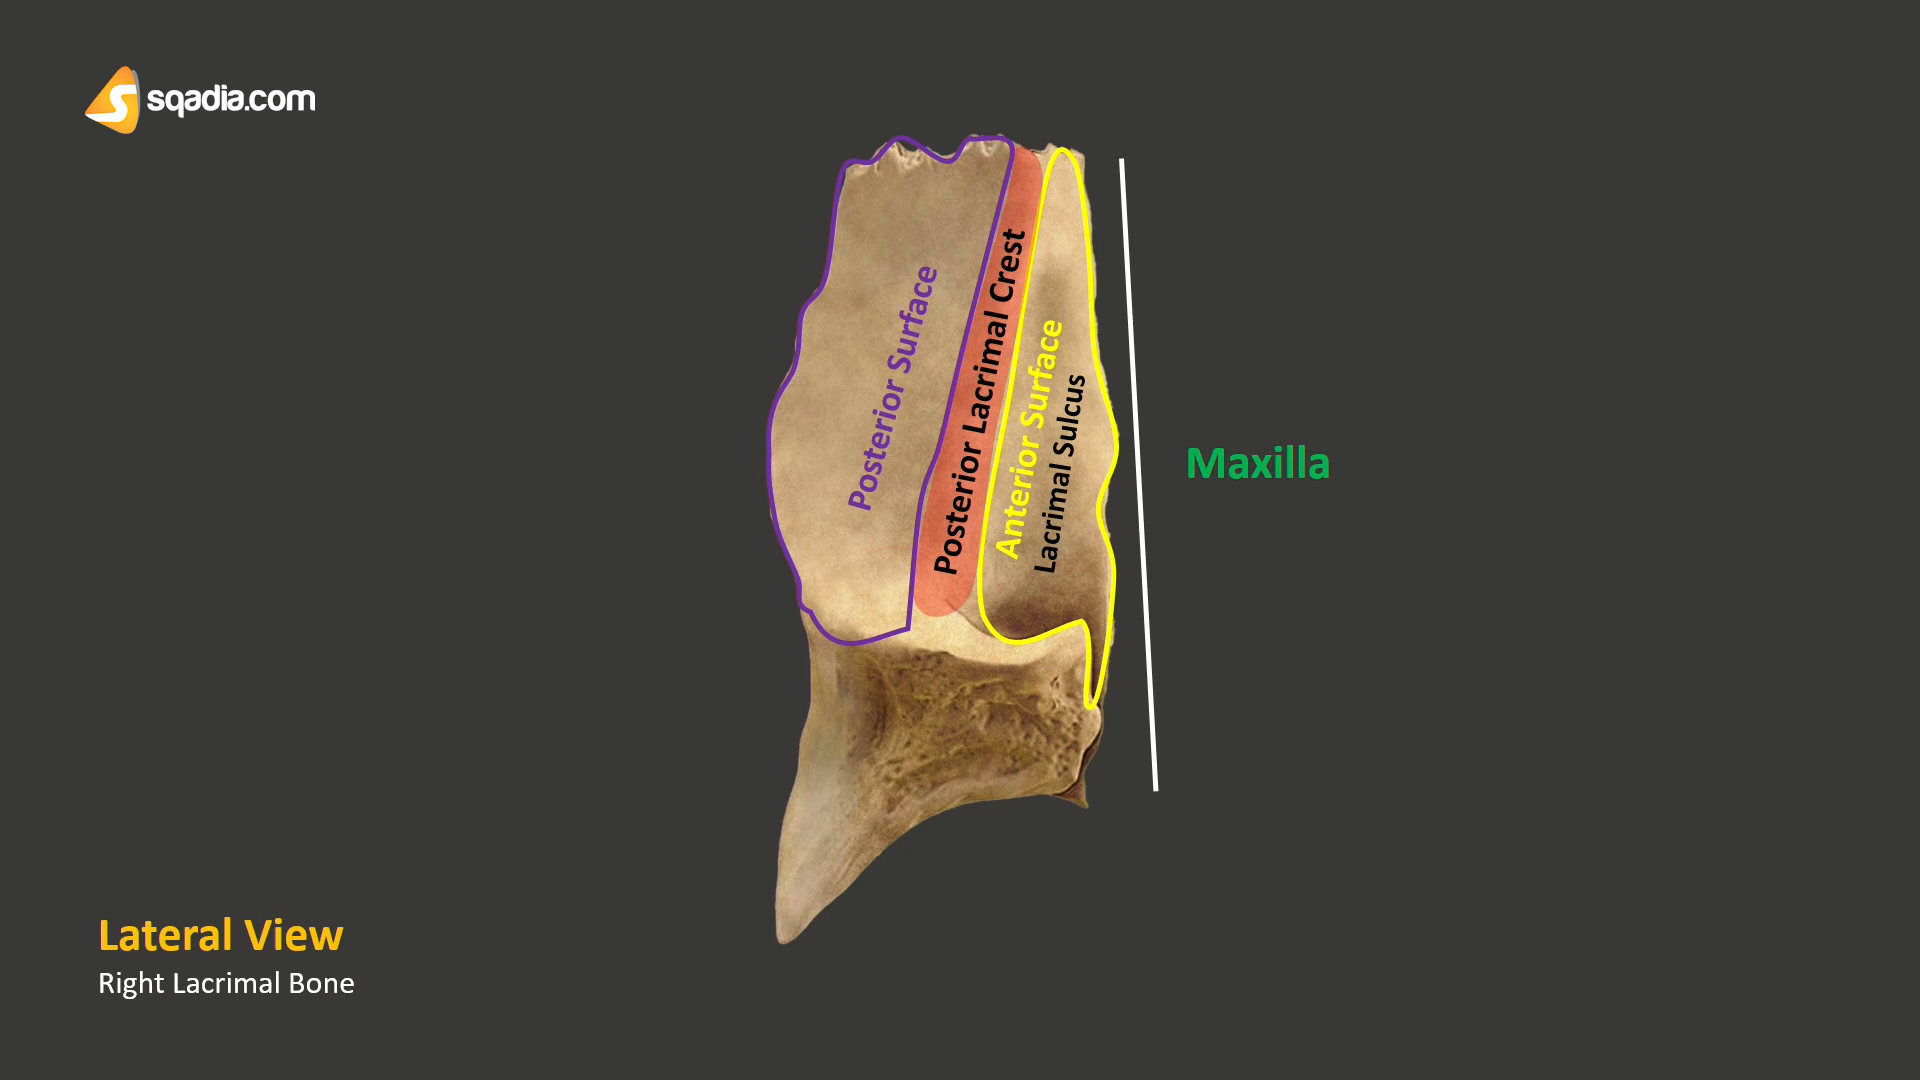 sqadia.com
Posterior Surface
Posterior Lacrimal Crest
Anterior Surface
Lacrimal Sulcus
Maxilla
Lateral View
Right Lacrimal Bone